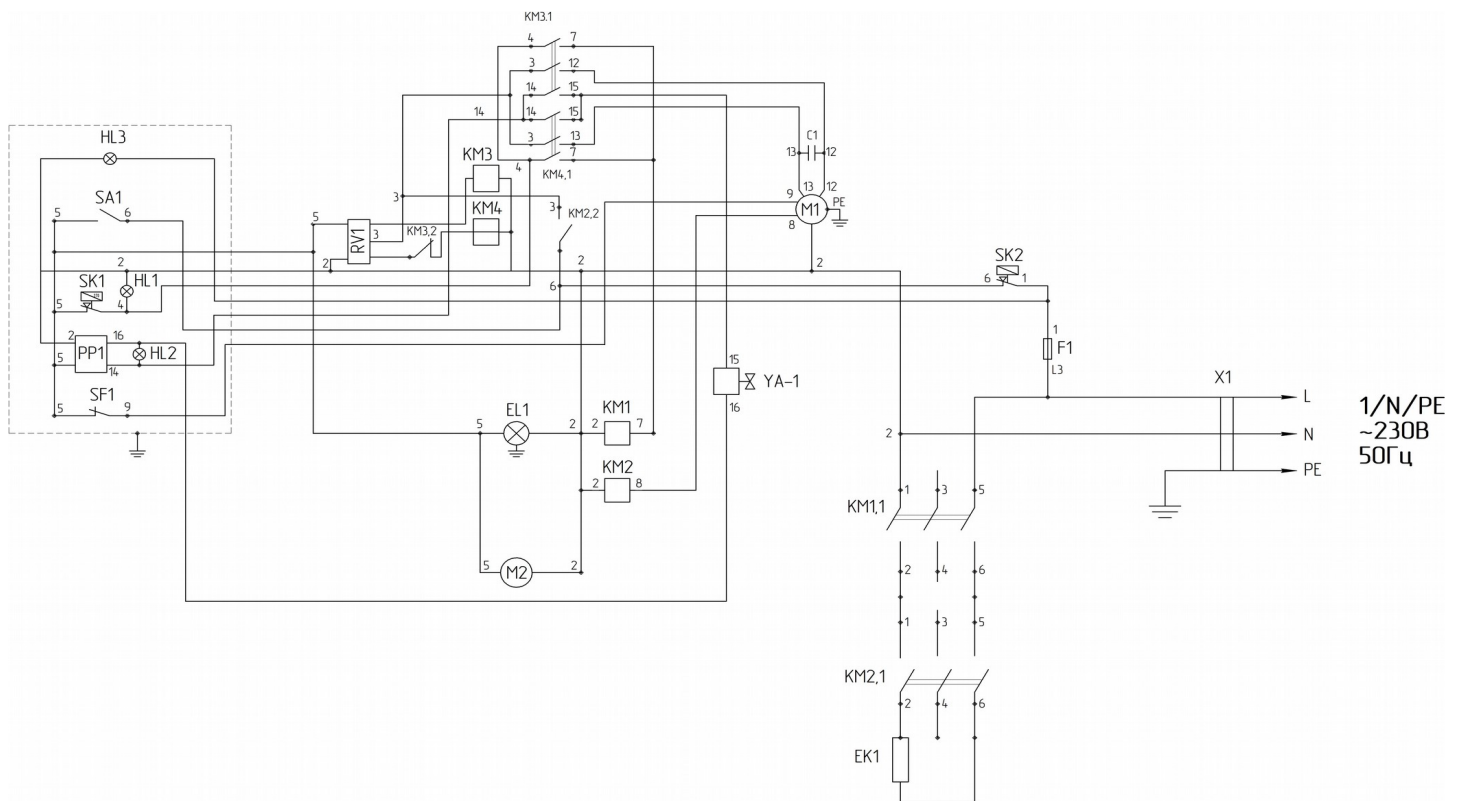 KM3.1
4 7
3 12
14 15
14 14 15
3 13
4 7
KM4,1
HL3
SA1
5 6
KM3
KM4
C1
13 12
13 12
9
M1
PE
8
3
3
KM2,2
5
RV1
3
KM3,2
2
2
2
2
6
SK2
6 1
SK1
HL1
5 4
2 16
PP1
HL2
5
14
SF1
5 9
1
F1
L3
15
YA-1
16
EL1
5 2
KM1
2 7
KM2
2 8
5 M2 2
X1
L
N
PE
1/N/PE
~230В
50Гц
2
KM1,1
1 3 5
2 4 6
1 3 5
KM2,1
2 4 6
EK1